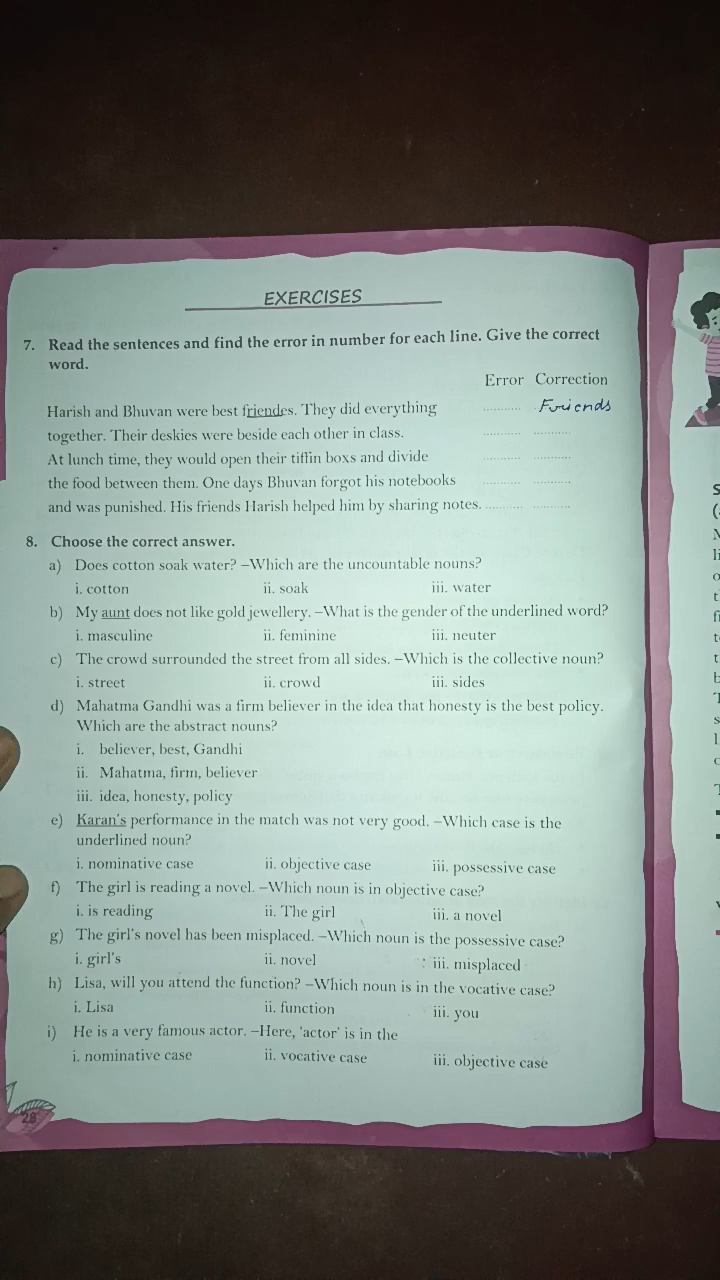 EXERCISES
7. Read the sentences and find the error in number for each line. Give the correct
word.
Error Correction
Harish and Bhuvan were best friendes. They did everything .......... Friends
together. Their deskies were beside each other in class. .......... ..........
At lunch time, they would open their tiffin boxs and divide .......... ..........
the food between them. One days Bhuvan forgot his notebooks .......... ..........
and was punished. His friends Harish helped him by sharing notes. .......... ..........
8. Choose the correct answer.
a) Does cotton soak water? –Which are the uncountable nouns?
i. cotton ii. soak iii. water
b) My aunt does not like gold jewellery. –What is the gender of the underlined word?
i. masculine ii. feminine iii. neuter
c) The crowd surrounded the street from all sides. –Which is the collective noun?
i. street ii. crowd iii. sides
d) Mahatma Gandhi was a firm believer in the idea that honesty is the best policy.
Which are the abstract nouns?
i. believer, best, Gandhi
ii. Mahatma, firm, believer
iii. idea, honesty, policy
e) Karan's performance in the match was not very good. –Which case is the
underlined noun?
i. nominative case ii. objective case iii. possessive case
f) The girl is reading a novel. –Which noun is in objective case?
i. is reading ii. The girl iii. a novel
g) The girl's novel has been misplaced. –Which noun is the possessive case?
i. girl's ii. novel iii. misplaced
h) Lisa, will you attend the function? –Which noun is in the vocative case?
i. Lisa ii. function iii. you
i) He is a very famous actor. –Here, 'actor' is in the
i. nominative case ii. vocative case iii. objective case
28